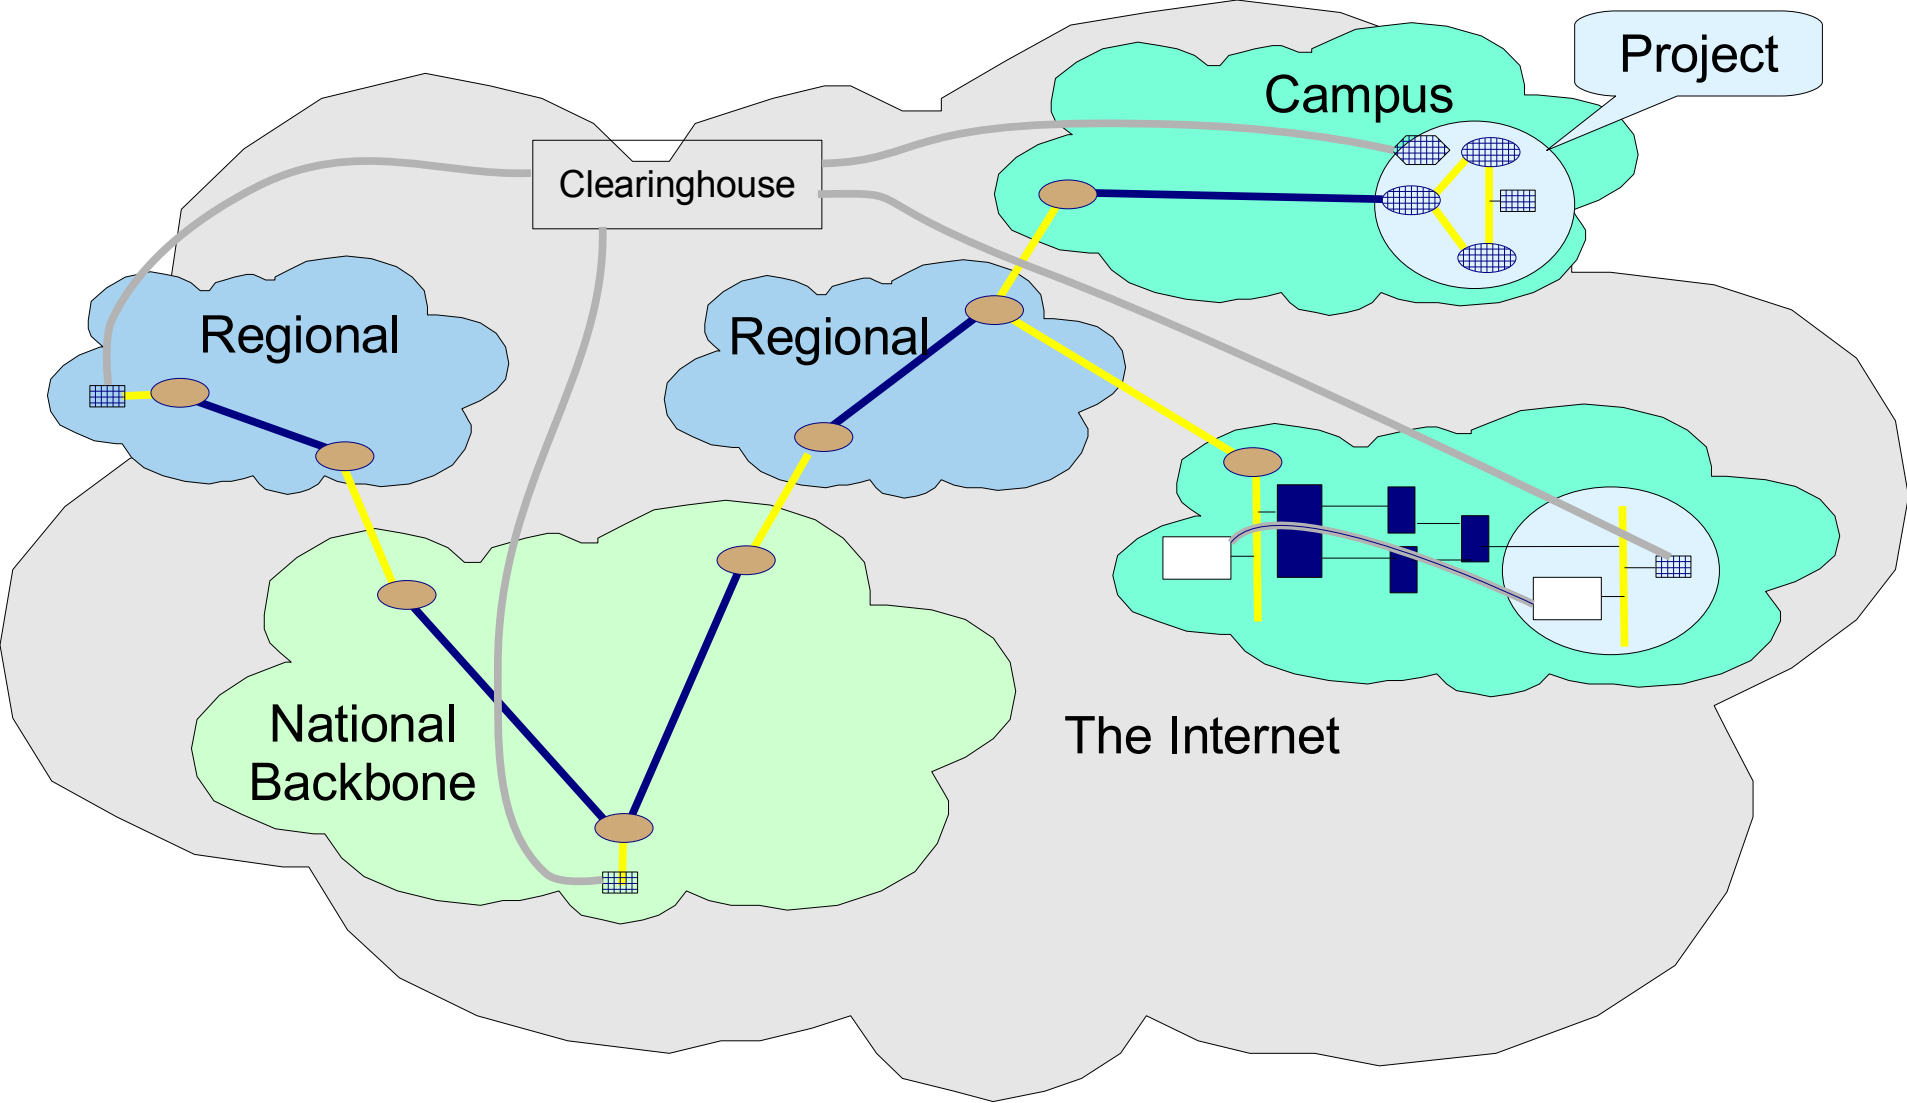 Project
Campus
Clearinghouse
Regional
Regional
National
Backbone
The Internet